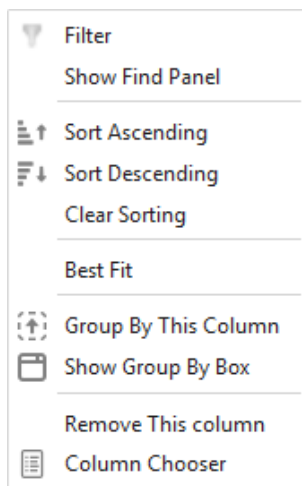 Filter
Show Find Panel
Sort Ascending
Sort Descending
Clear Sorting
Best Fit
Group By This Column
Show Group By Box
Remove This column
Column Chooser